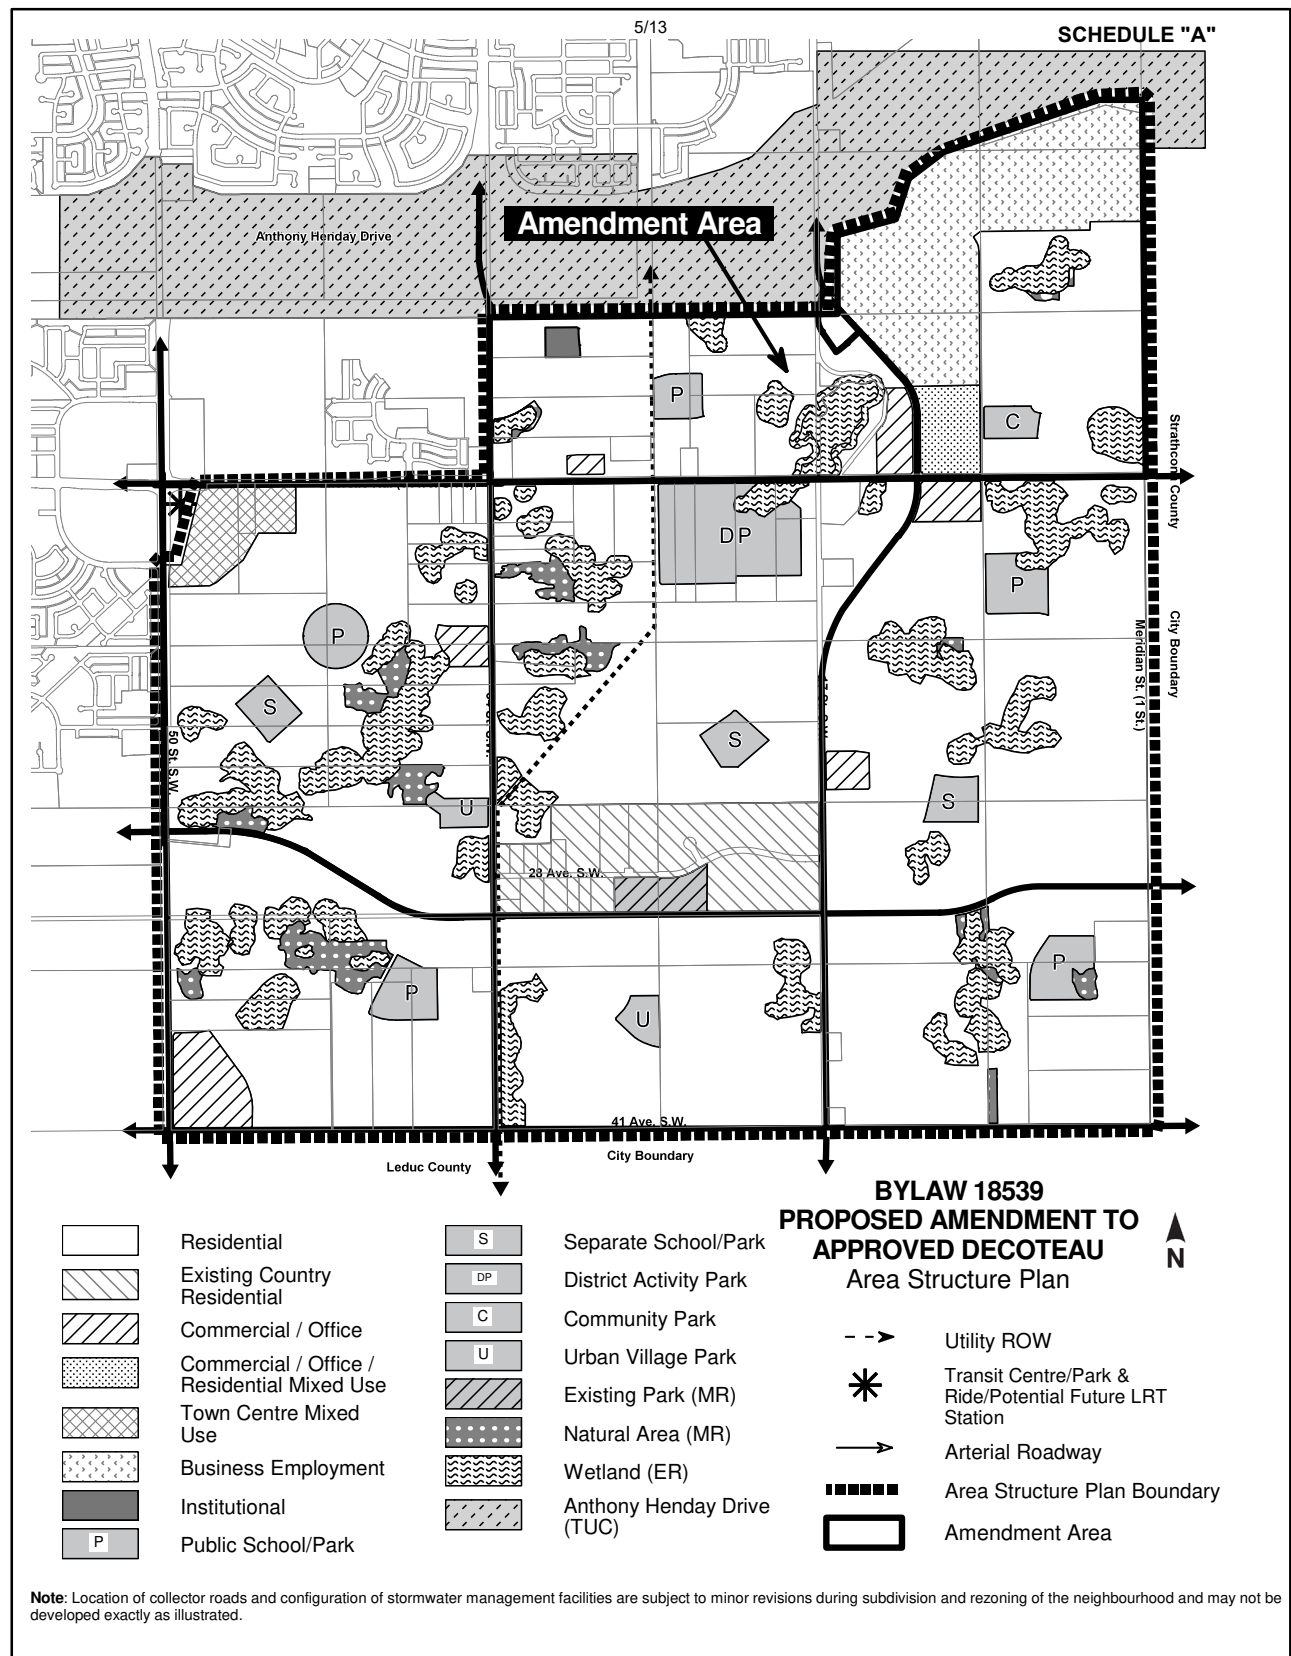 5/13
SCHEDULE "A"
Anthony Henday Drive
Amendment Area
P
C
Strathcona County
DP
P
P
S
City Boundary
Meridian St. (1 St.)
S
50 St. S.W.
U
S
28 Ave. S.W.
P
P
U
41 Ave. S.W.
Leduc County
City Boundary
BYLAW 18539
PROPOSED AMENDMENT TO
APPROVED DECOTEAU
Area Structure Plan
N
Residential
Existing Country
Residential
Commercial / Office
Commercial / Office /
Residential Mixed Use
Town Centre Mixed
Use
Business Employment
Institutional
P
Public School/Park
S
Separate School/Park
DP
District Activity Park
C
Community Park
U
Urban Village Park
Existing Park (MR)
Natural Area (MR)
Wetland (ER)
Anthony Henday Drive
(TUC)
Utility ROW
Transit Centre/Park &
Ride/Potential Future LRT
Station
Arterial Roadway
Area Structure Plan Boundary
Amendment Area
Note: Location of collector roads and configuration of stormwater management facilities are subject to minor revisions during subdivision and rezoning of the neighbourhood and may not be
developed exactly as illustrated.